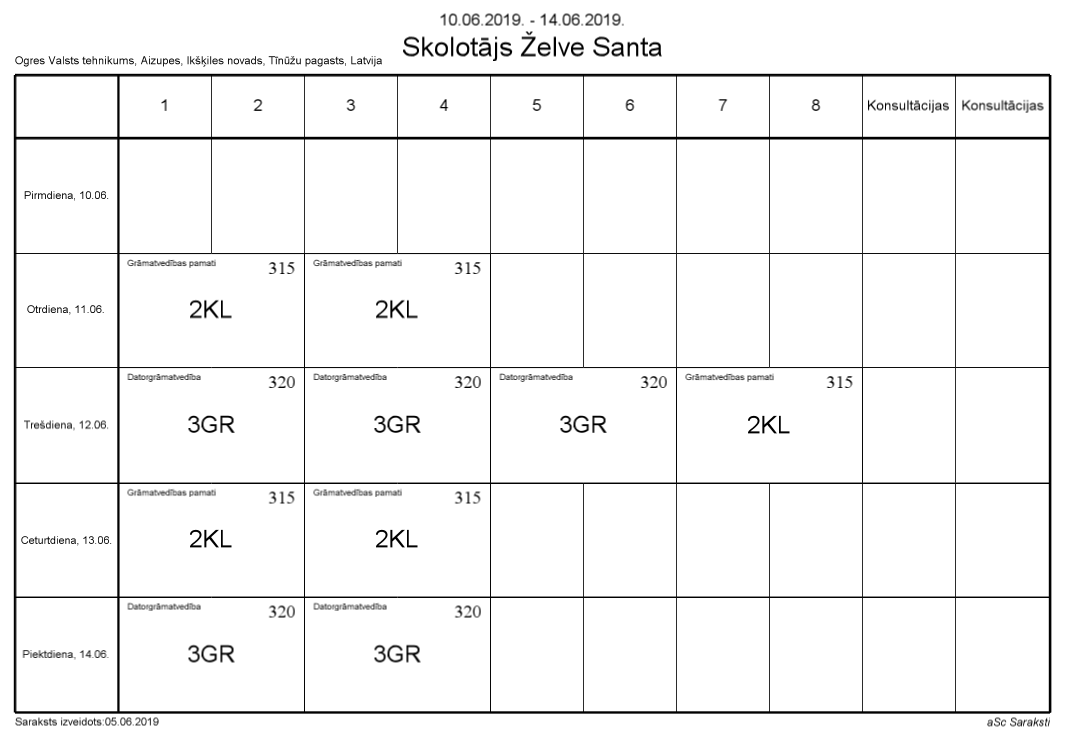 10.06.2019. - 14.06.2019.
Skolotājs Želve Santa
Ogres Valsts tehnikums, Aizupes, Ikšķiles novads, Tīnūžu pagasts, Latvija
1 2 3 4 5 6 7 8 Konsultācijas Konsultācijas
Pirmdiena, 10.06.
Grāmatvedības pamati 315 Grāmatvedības pamati 315
Otrdiena, 11.06. 2KL 2KL
Datorgrāmatvedība 320 Datorgrāmatvedība 320 Datorgrāmatvedība 320 Grāmatvedības pamati 315
Trešdiena, 12.06. 3GR 3GR 3GR 2KL
Grāmatvedības pamati 315 Grāmatvedības pamati 315
Ceturtdiena, 13.06. 2KL 2KL
Datorgrāmatvedība 320 Datorgrāmatvedība 320
Piektdiena, 14.06. 3GR 3GR
Saraksts izveidots:05.06.2019 aSc Saraksti